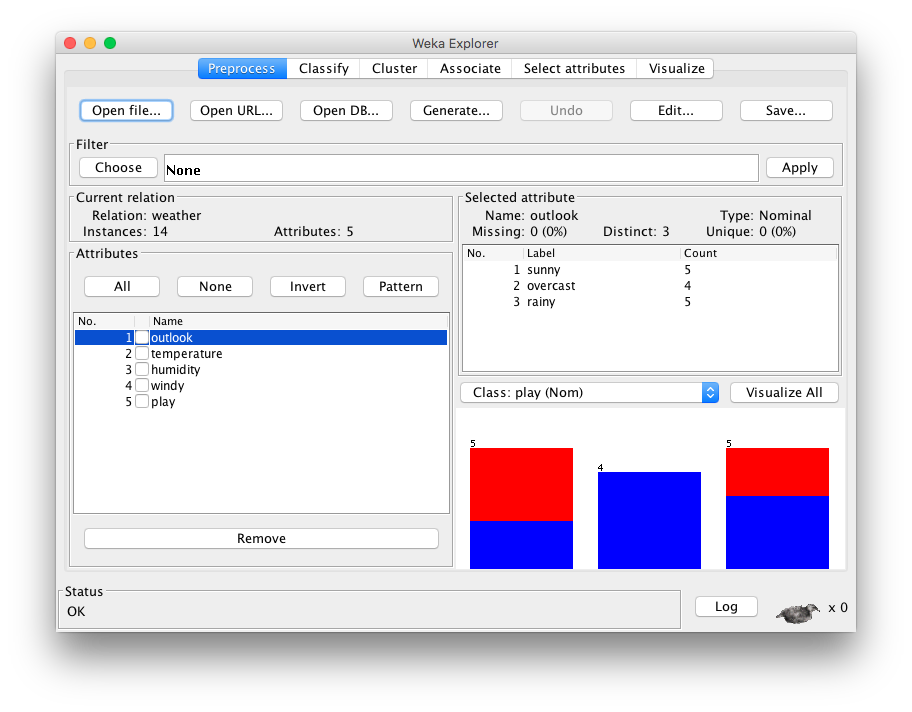 Weka Explorer
Preprocess Classify Cluster Associate Select attributes Visualize
Open file... Open URL... Open DB... Generate... Undo Edit... Save...
Filter
Choose None Apply
Current relation
Relation: weather
Instances: 14 Attributes: 5
Attributes
All None Invert Pattern
No. Name
1 outlook
2 temperature
3 humidity
4 windy
5 play
Remove
Selected attribute
Name: outlook Type: Nominal
Missing: 0 (0%) Distinct: 3 Unique: 0 (0%)
No. Label Count
1 sunny 5
2 overcast 4
3 rainy 5
Class: play (Nom) Visualize All
5 4 5
Status
OK
Log x 0